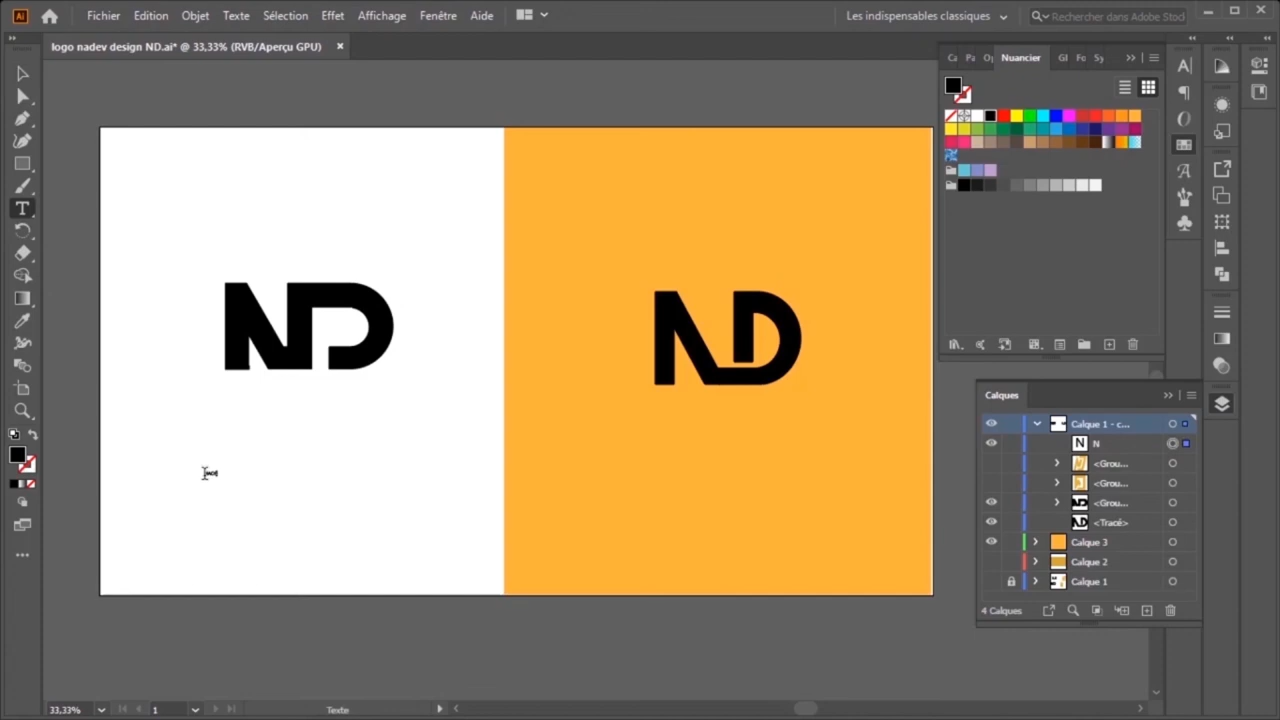 Ai Fichier Edition Objet Texte Sélection Effet Affichage Fenêtre Aide Les indispensables classiques Rechercher dans Adobe Stock
logo nadev design ND.ai* @ 33,33% (RVB/Aperçu GPU) ×
Nuancier
ND
ND
Calques
Calque 1 - c...
N N
<Grou...
<Grou...
<Grou...
<Tracé>
Calque 3
Calque 2
Calque 1
4 Calques
33,33% 1 Texte